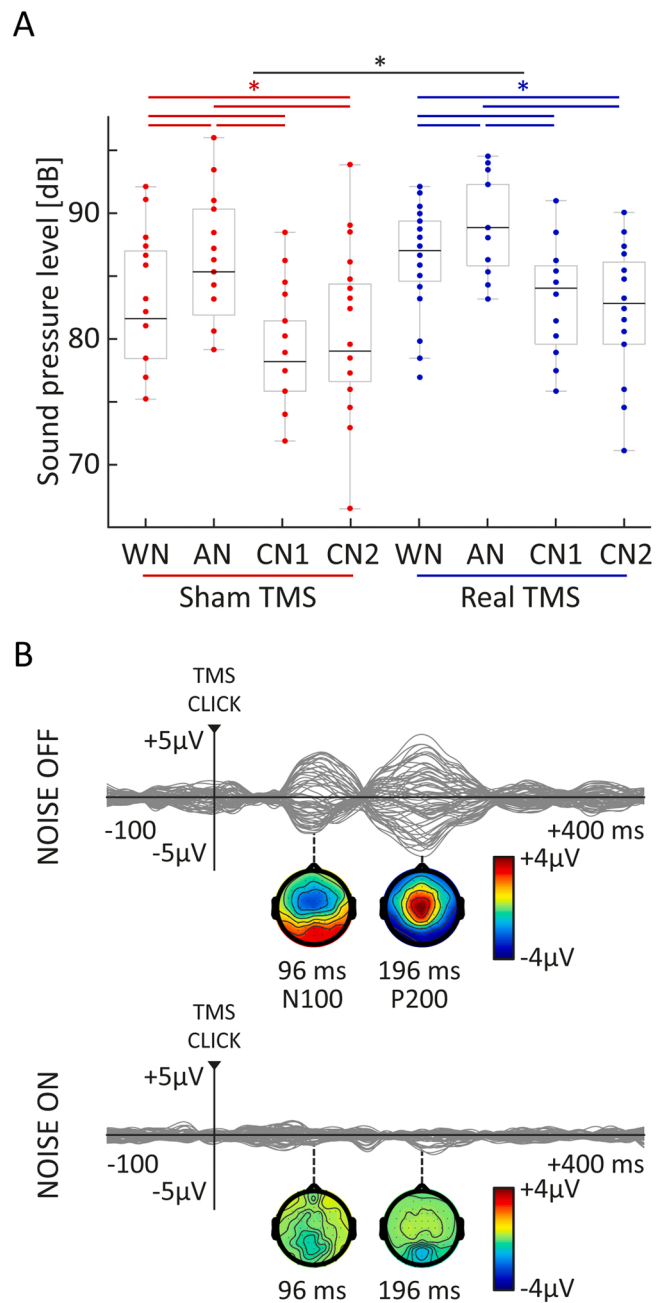 A
*
*
*
Sound pressure level [dB]
90
80
70
WN AN CN1 CN2 WN AN CN1 CN2
Sham TMS Real TMS
B
NOISE OFF
TMS
CLICK
+5µV
-100 +400 ms
-5µV
+4µV
-4µV
96 ms 196 ms
N100 P200
NOISE ON
TMS
CLICK
+5µV
-100 +400 ms
-5µV
+4µV
-4µV
96 ms 196 ms